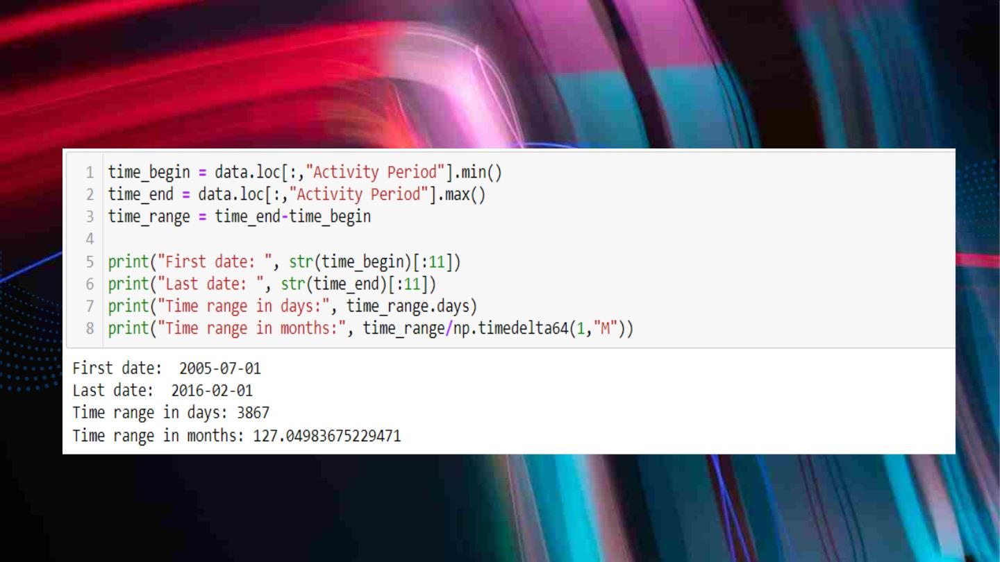 1 time_begin = data.loc[:,"Activity Period"].min()
2 time_end = data.loc[:,"Activity Period"].max()
3 time_range = time_end-time_begin
4
5 print("First date: ", str(time_begin)[:11])
6 print("Last date: ", str(time_end)[:11])
7 print("Time range in days:", time_range.days)
8 print("Time range in months:", time_range/np.timedelta64(1,"M"))
First date:  2005-07-01
Last date:  2016-02-01
Time range in days: 3867
Time range in months: 127.04983675229471